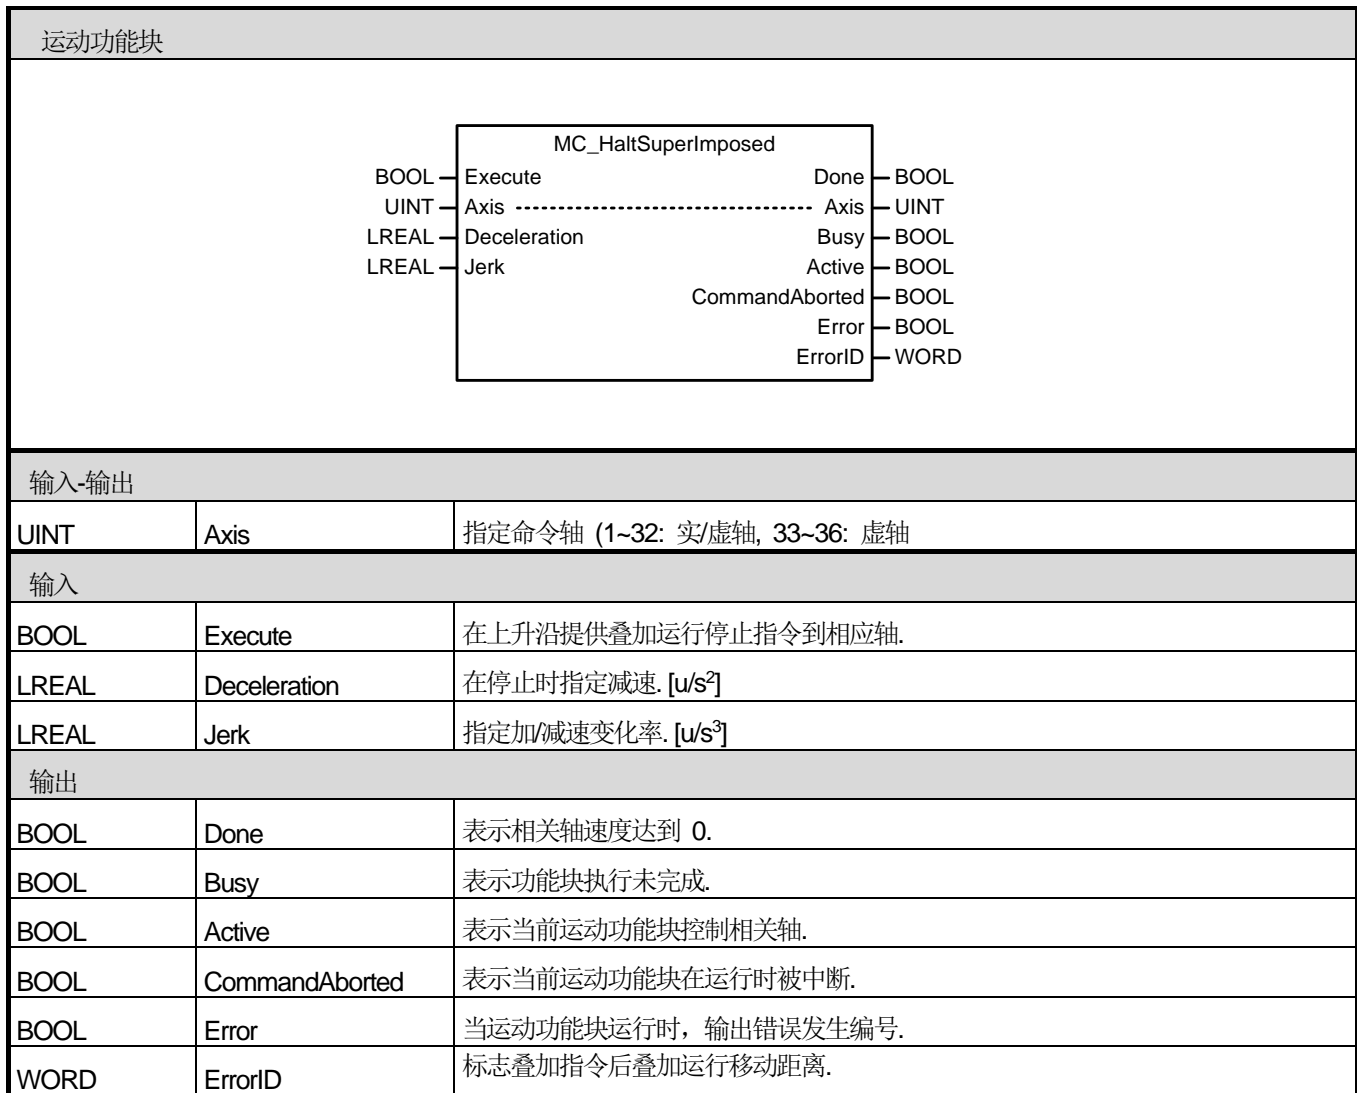 运动功能块
MC_HaltSuperImposed
BOOL Execute Done BOOL
UINT Axis Axis UINT
LREAL Deceleration Busy BOOL
LREAL Jerk Active BOOL
CommandAborted BOOL
Error BOOL
ErrorID WORD
输入-输出
UINT Axis 指定命令轴 (1~32: 实/虚轴, 33~36: 虚轴
输入
BOOL Execute 在上升沿提供叠加运行停止指令到相应轴.
LREAL Deceleration 在停止时指定减速. [u/s²]
LREAL Jerk 指定加/减速变化率. [u/s³]
输出
BOOL Done 表示相关轴速度达到 0.
BOOL Busy 表示功能块执行未完成.
BOOL Active 表示当前运动功能块控制相关轴.
BOOL CommandAborted 表示当前运动功能块在运行时被中断.
BOOL Error 当运动功能块运行时，输出错误发生编号.
WORD ErrorID 标志叠加指令后叠加运行移动距离.